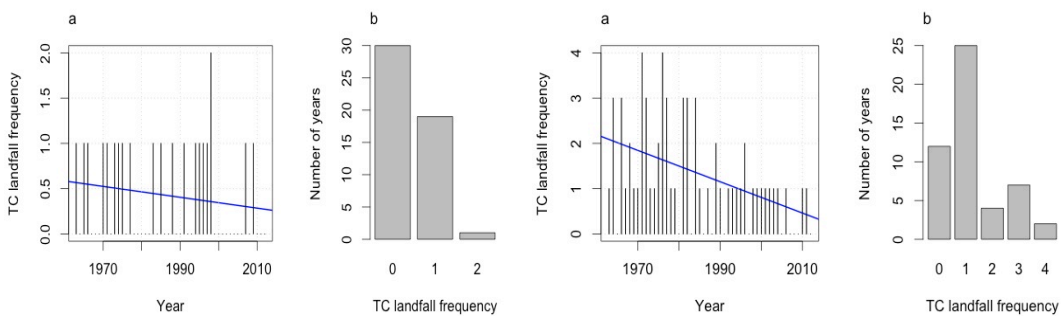 a
TC landfall frequency
0.0 0.5 1.0 1.5 2.0
1970 1990 2010
Year
b
Number of years
0 5 10 15 20 25 30
0 1 2
TC landfall frequency
a
TC landfall frequency
0 1 2 3 4
1970 1990 2010
Year
b
Number of years
0 5 10 15 20 25
0 1 2 3 4
TC landfall frequency